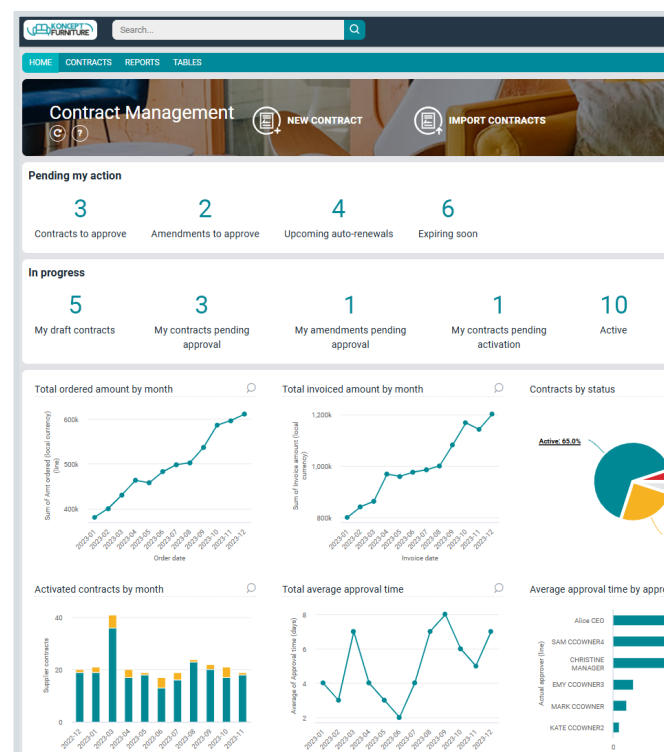 KONCEPT
FURNITURE
Search...
HOME CONTRACTS REPORTS TABLES
Contract Management
NEW CONTRACT
IMPORT CONTRACTS
Pending my action
3 2 4 6
Contracts to approve Amendments to approve Upcoming auto-renewals Expiring soon
In progress
5 3 1 1 10
My draft contracts My contracts pending My amendments pending My contracts pending Active
approval approval activation
Total ordered amount by month
Sum of Amt ordered (local currency)
(line)
600k
500k
400k
2023-01 2023-02 2023-03 2023-04 2023-05 2023-06 2023-07 2023-08 2023-09 2023-10 2023-11 2023-12
Order date
Total invoiced amount by month
Sum of Invoice amount (local
currency)
1,200k
1,000k
800k
2023-01 2023-02 2023-03 2023-04 2023-05 2023-06 2023-07 2023-08 2023-09 2023-10 2023-11 2023-12
Invoice date
Contracts by status
Active: 65.0%
Activated contracts by month
Supplier contracts
40
20
0
2022-12 2023-01 2023-02 2023-03 2023-04 2023-05 2023-06 2023-07 2023-08 2023-09 2023-10 2023-11
Total average approval time
Average of Approval time (days)
8
6
4
2
2023-01 2023-02 2023-03 2023-04 2023-05 2023-06 2023-07 2023-08 2023-09 2023-10 2023-11 2023-12
Average approval time by appro
Actual approver (line)
Alice CEO
SAM CCOWNER4
CHRISTINE
MANAGER
EMY CCOWNER3
MARK CCOWNER
KATE CCOWNER2
0